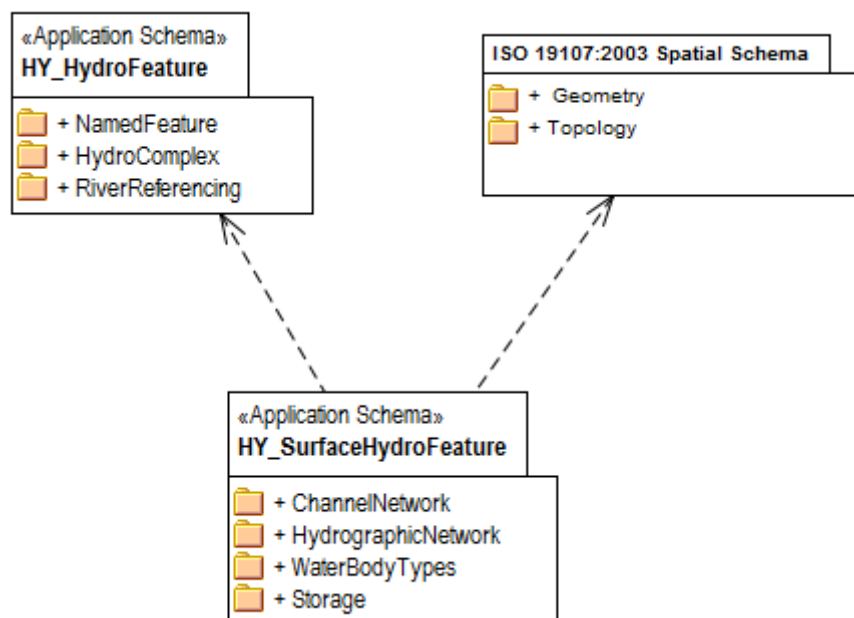 «Application Schema»
HY_HydroFeature
+ NamedFeature
+ HydroComplex
+ RiverReferencing
ISO 19107:2003 Spatial Schema
+ Geometry
+ Topology
«Application Schema»
HY_SurfaceHydroFeature
+ ChannelNetwork
+ HydrographicNetwork
+ WaterBodyTypes
+ Storage